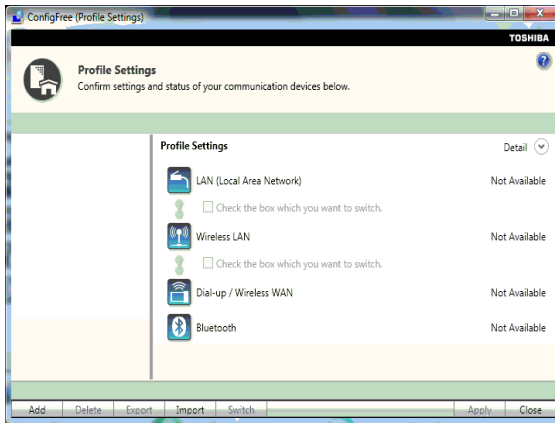 ConfigFree (Profile Settings)
TOSHIBA
Profile Settings
Confirm settings and status of your communication devices below.
Profile Settings
Detail
LAN (Local Area Network)
Not Available
Check the box which you want to switch.
Wireless LAN
Not Available
Check the box which you want to switch.
Dial-up / Wireless WAN
Not Available
Bluetooth
Not Available
Add Delete Export Import Switch Apply Close